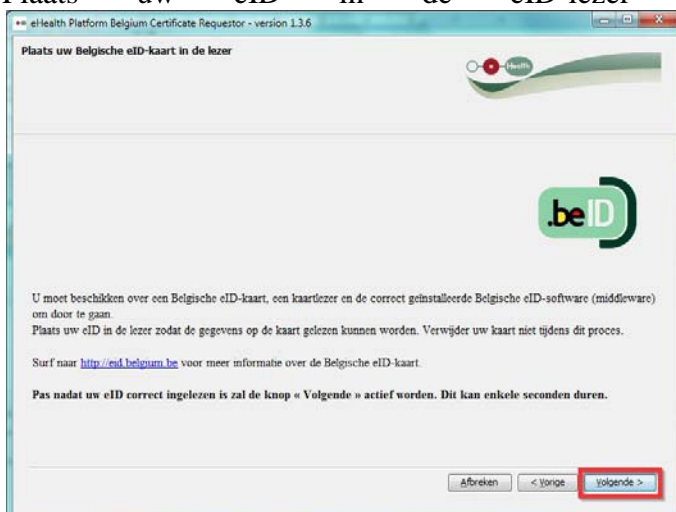 Plaats uw eID in de eID-lezer
eHealth Platform Belgium Certificate Requestor - version 1.3.6
Plaats uw Belgische eID-kaart in de lezer
Health
.beID
U moet beschikken over een Belgische eID-kaart, een kaartlezer en de correct geïnstalleerde Belgische eID-software (middleware)
om door te gaan.
Plaats uw eID in de lezer zodat de gegevens op de kaart gelezen kunnen worden. Verwijder uw kaart niet tijdens dit proces.
Surf naar http://eid.belgium.be voor meer informatie over de Belgische eID-kaart.
Pas nadat uw eID correct ingelezen is zal de knop « Volgende » actief worden. Dit kan enkele seconden duren.
Afbreken < Vorige Volgende >